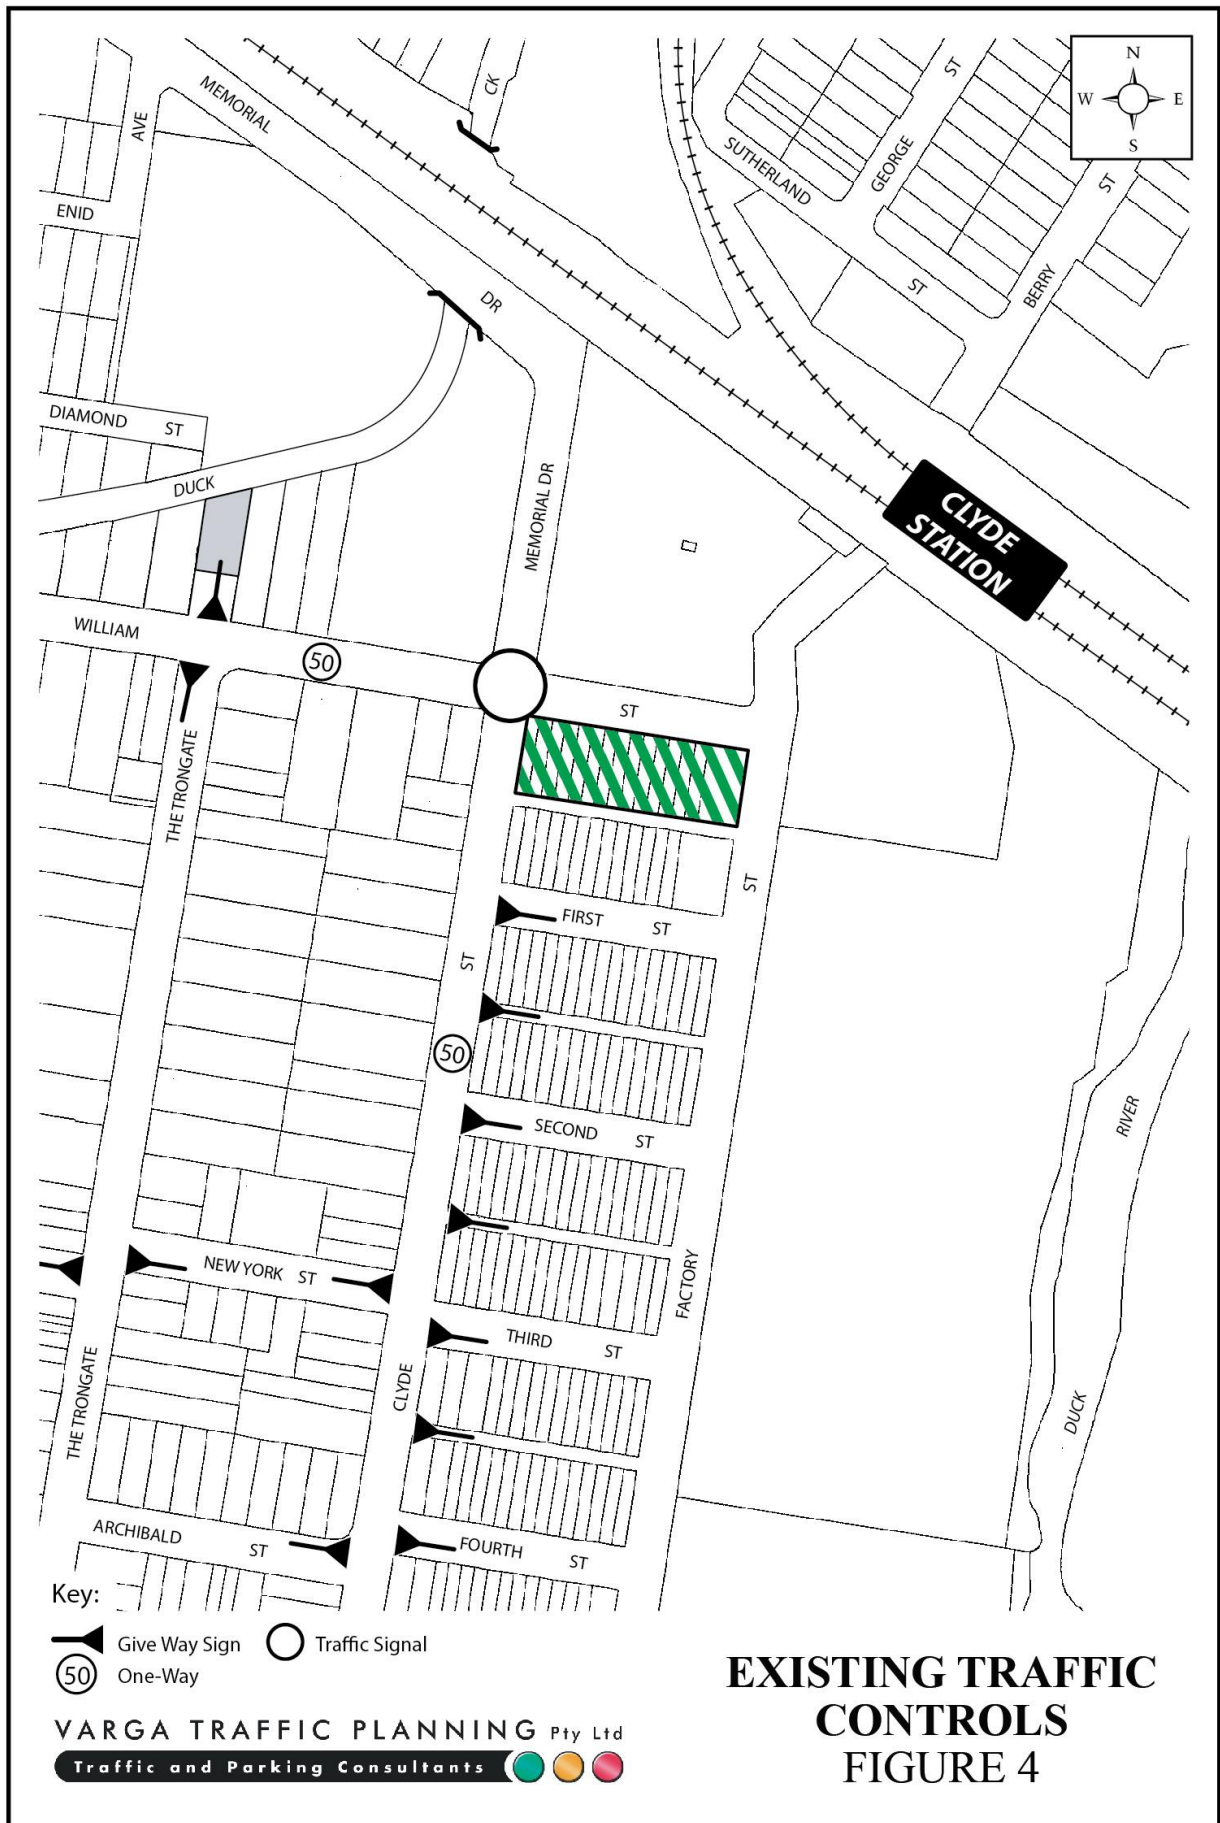 N
W E
S
CK
ST
MEMORIAL
AVE
SUTHERLAND
GEORGE
ST
ENID
ST
BERRY
DR
DIAMOND ST
DUCK
MEMORIAL DR
CLYDE
STATION
WILLIAM
50
ST
THE TRONGATE
ST
FIRST ST
ST
50
RIVER
SECOND ST
NEW YORK ST
FACTORY
THIRD ST
THE TRONGATE
CLYDE
DUCK
ARCHIBALD ST
FOURTH ST
Key:
Give Way Sign
Traffic Signal
50 One-Way
VARGA TRAFFIC PLANNING Pty Ltd
Traffic and Parking Consultants
EXISTING TRAFFIC
CONTROLS
FIGURE 4